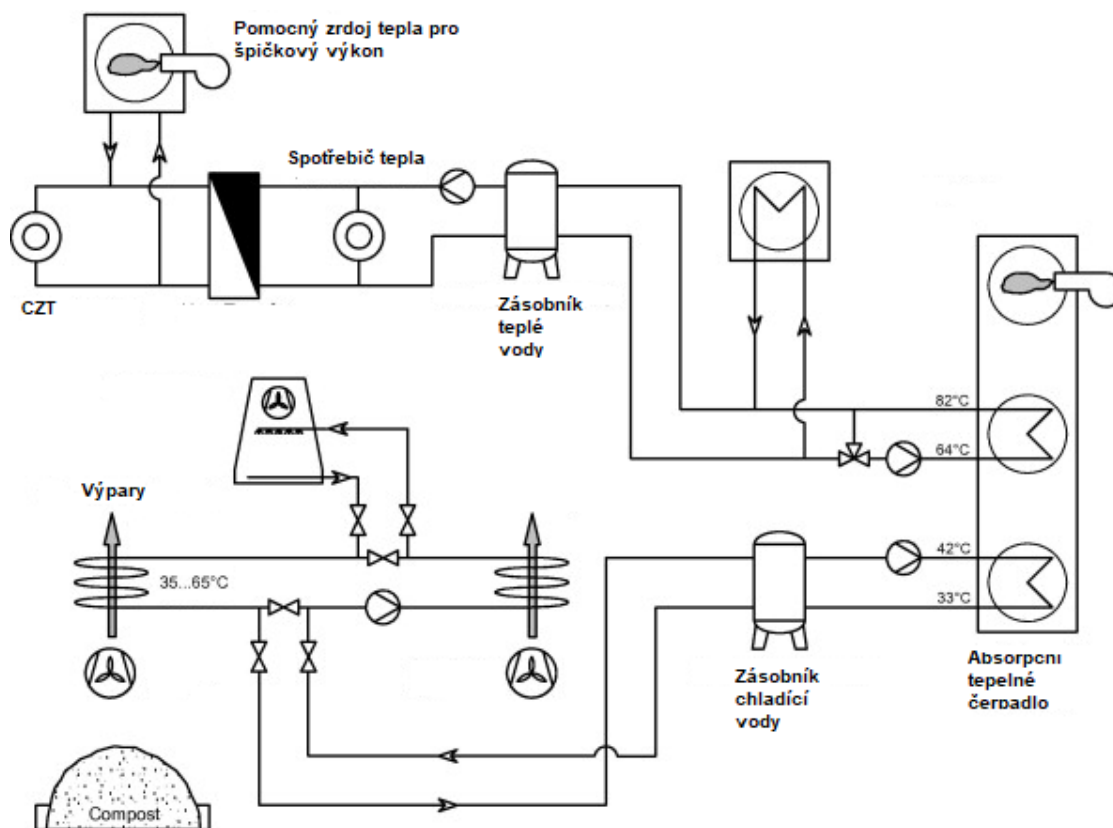 Pomocný zrdoj tepla pro
špičkový výkon
Spotřebič tepla
CZT
Zásobník
teplé
vody
82°C
64°C
Výpary
35...65°C
42°C
33°C
Zásobník
chladící
vody
Absorpcni
tepelné
čerpadlo
Compost